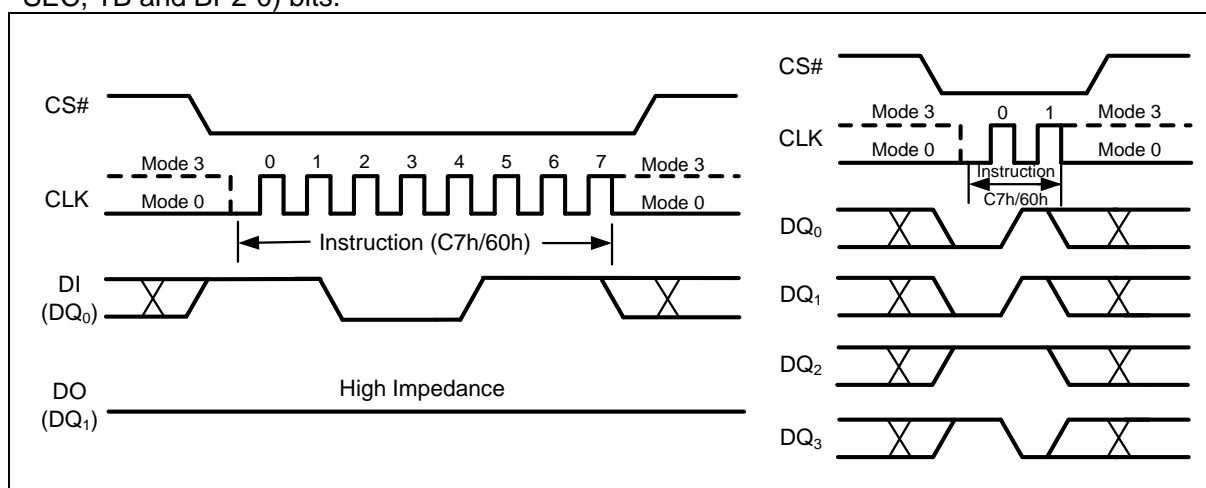 SEC, TB and BP2-0) bits.
CS#
Mode 3 0 1 2 3 4 5 6 7 Mode 3
CLK
Mode 0 Mode 0
Instruction (C7h/60h)
DI
(DQ0)
High Impedance
DO
(DQ1)
CS#
Mode 3 0 1 Mode 3
CLK
Mode 0 Mode 0
Instruction
C7h/60h
DQ0
DQ1
DQ2
DQ3